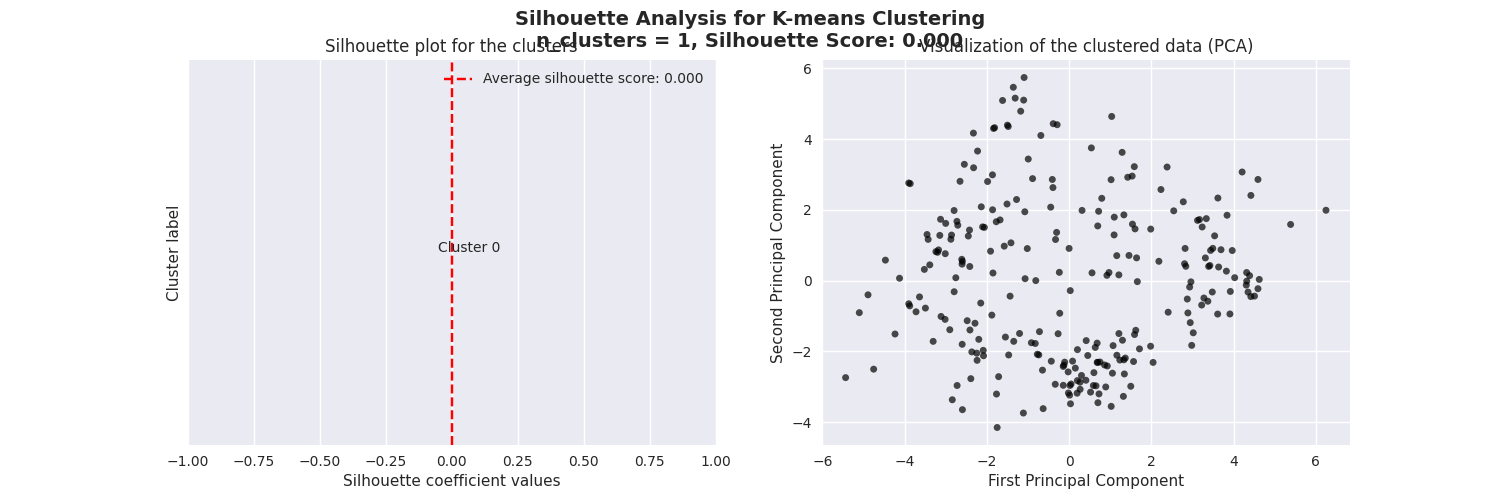 Silhouette Analysis for K-means Clustering
n_clusters = 1, Silhouette Score: 0.000
Silhouette plot for the clusters
Average silhouette score: 0.000
Cluster 0
Cluster label
−1.00 −0.75 −0.50 −0.25 0.00 0.25 0.50 0.75 1.00
Silhouette coefficient values
Visualization of the clustered data (PCA)
6
4
2
0
−2
−4
Second Principal Component
−6 −4 −2 0 2 4 6
First Principal Component